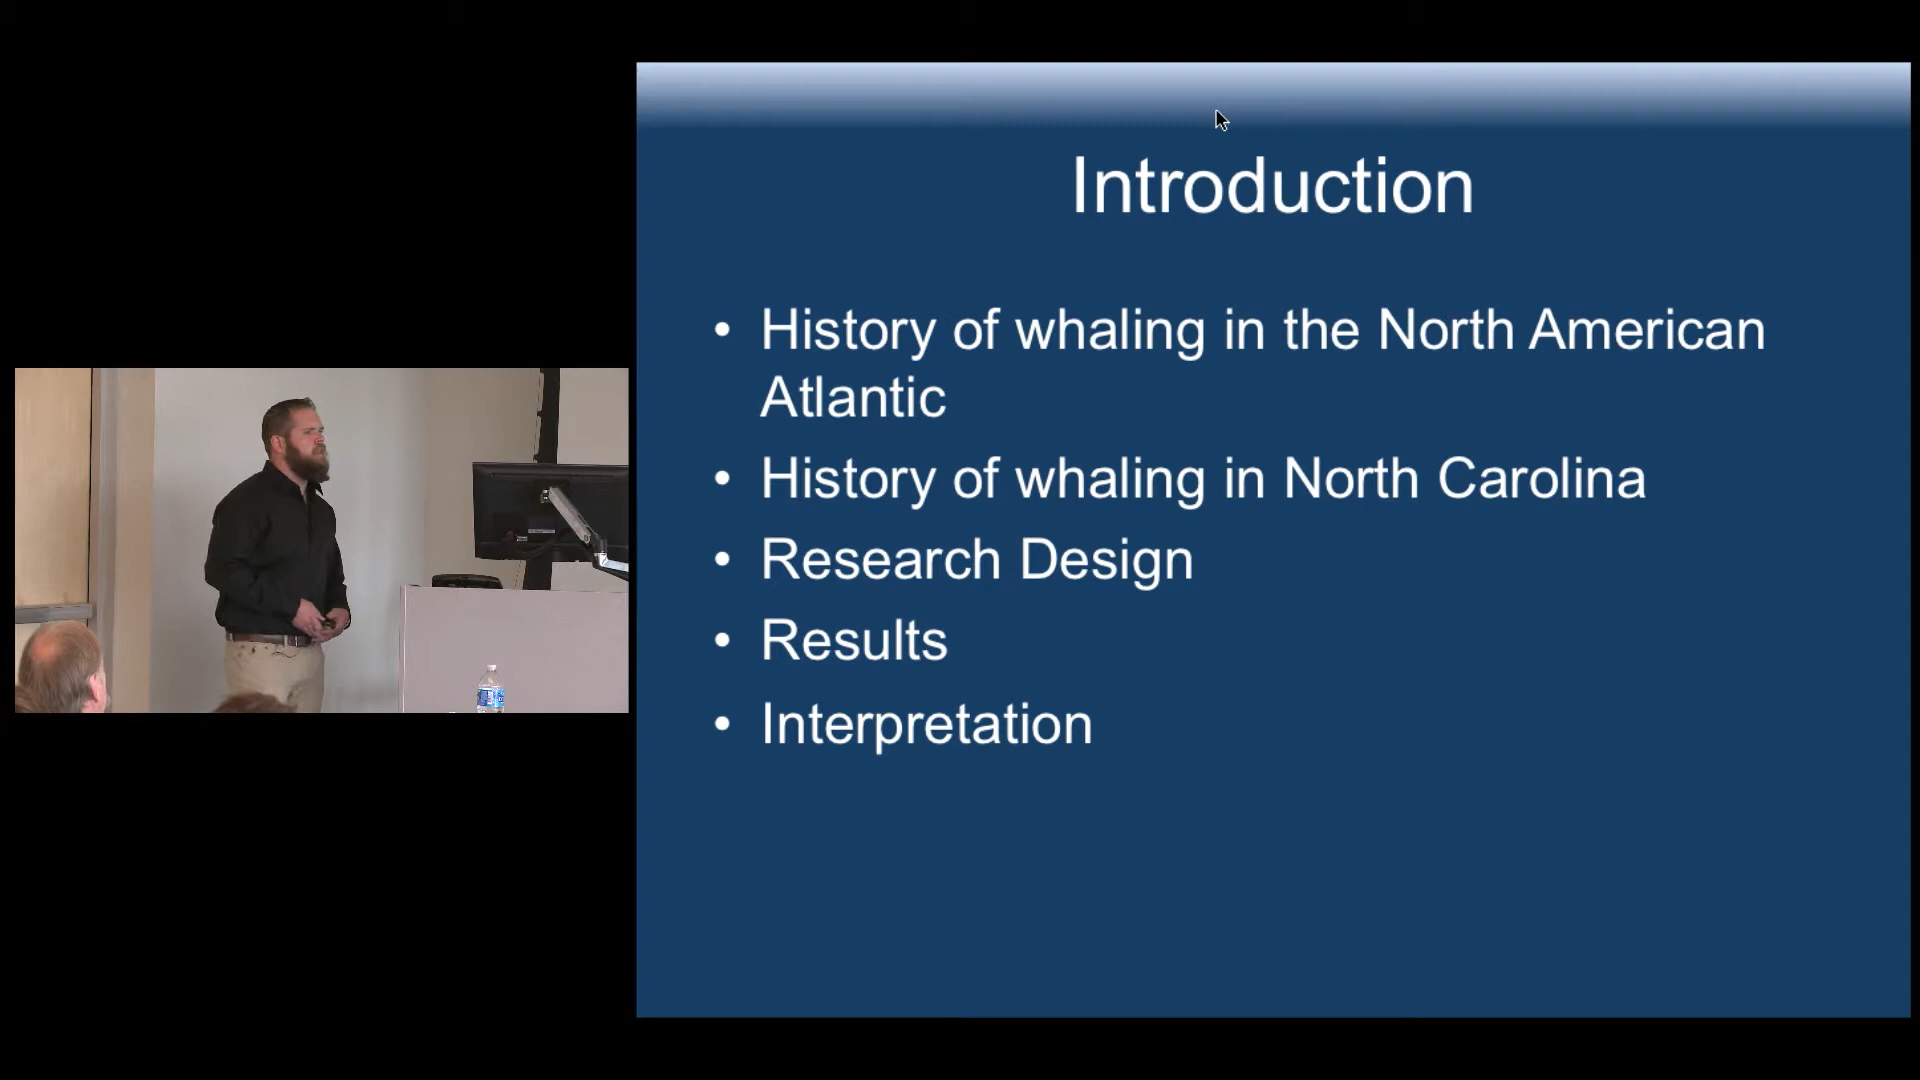 Introduction
• History of whaling in the North American
Atlantic
• History of whaling in North Carolina
• Research Design
• Results
• Interpretation